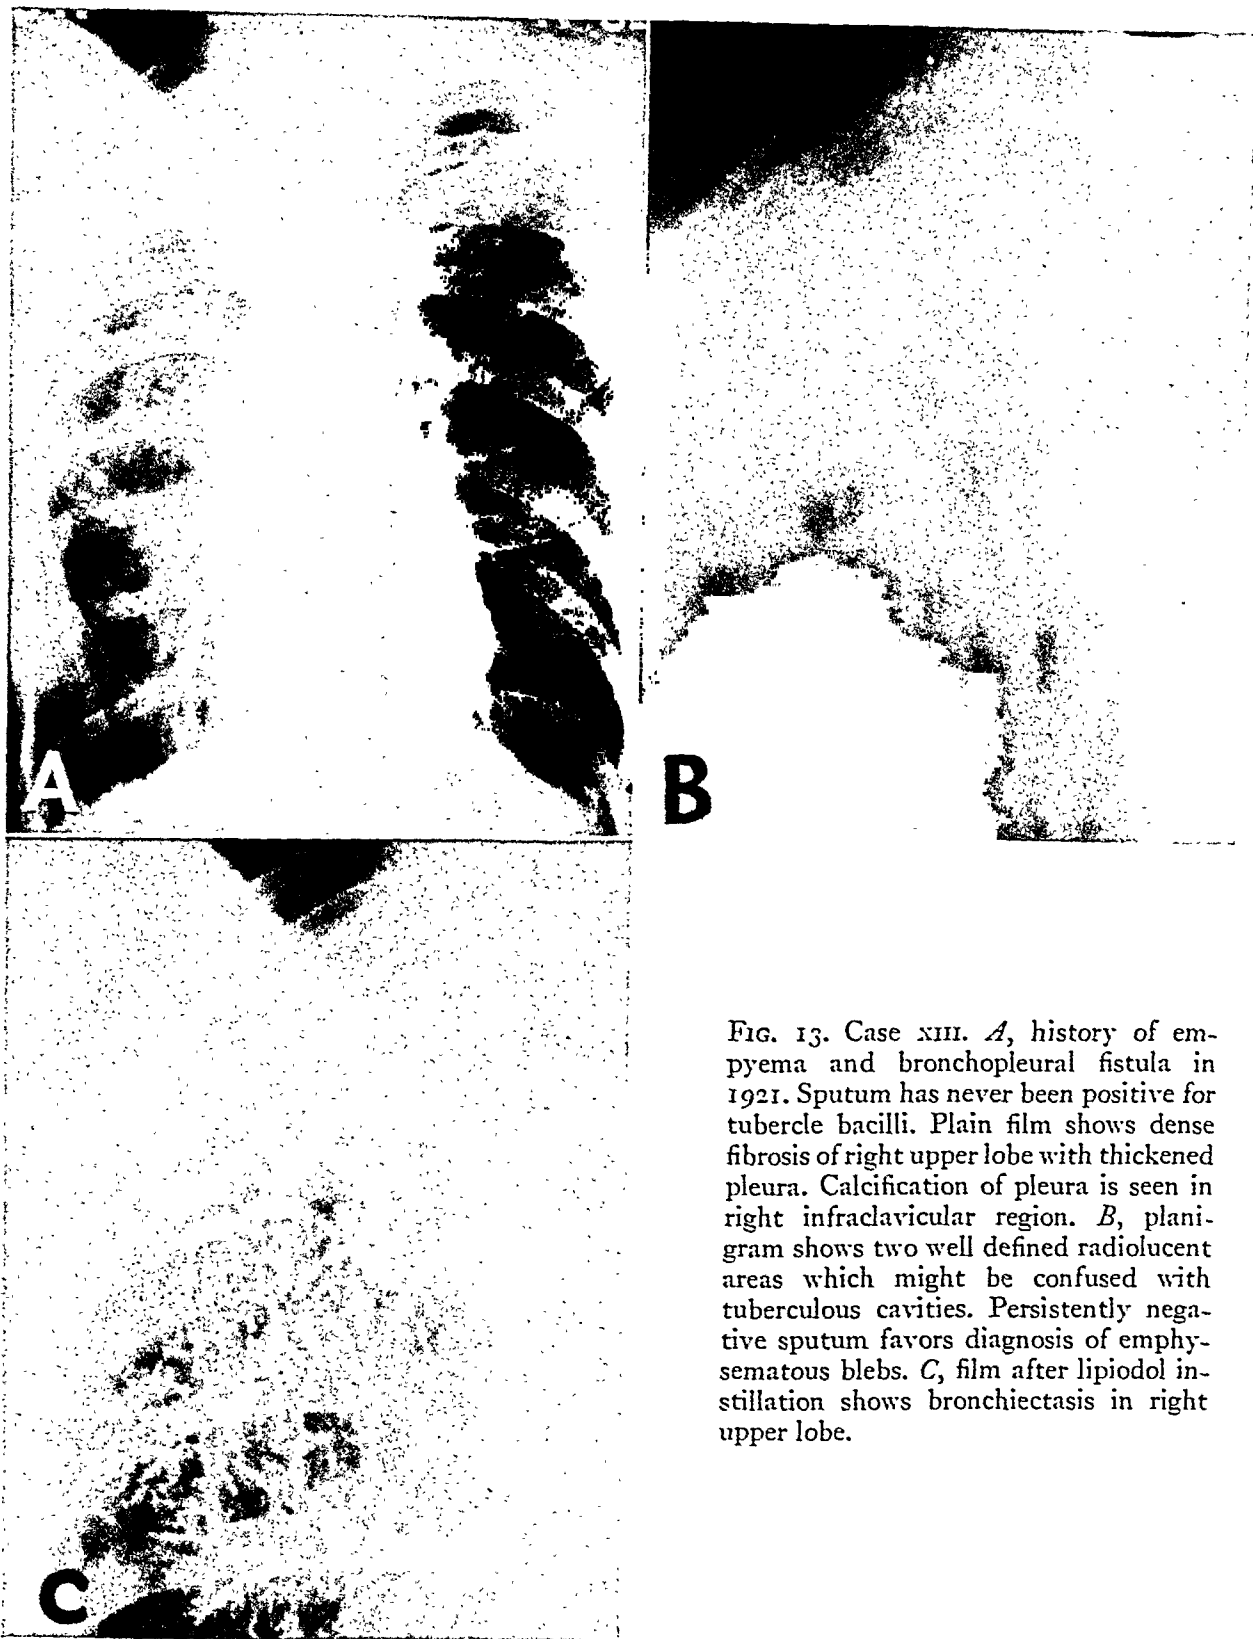 A
B
C
FIG. 13. Case XIII. A, history of em-
pyema and bronchopleural fistula in
1921. Sputum has never been positive for
tubercle bacilli. Plain film shows dense
fibrosis of right upper lobe with thickened
pleura. Calcification of pleura is seen in
right infraclavicular region. B, plani-
gram shows two well defined radiolucent
areas which might be confused with
tuberculous cavities. Persistently nega-
tive sputum favors diagnosis of emphy-
sematous blebs. C, film after lipiodol in-
stillation shows bronchiectasis in right
upper lobe.